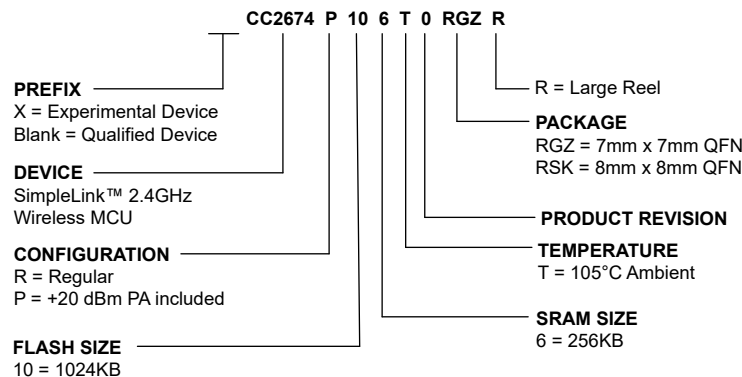 CC2674 P 10 6 T 0 RGZ R
PREFIX
X = Experimental Device
Blank = Qualified Device
DEVICE
SimpleLink™ 2.4GHz
Wireless MCU
CONFIGURATION
R = Regular
P = +20 dBm PA included
FLASH SIZE
10 = 1024KB
R = Large Reel
PACKAGE
RGZ = 7mm x 7mm QFN
RSK = 8mm x 8mm QFN
PRODUCT REVISION
TEMPERATURE
T = 105°C Ambient
SRAM SIZE
6 = 256KB